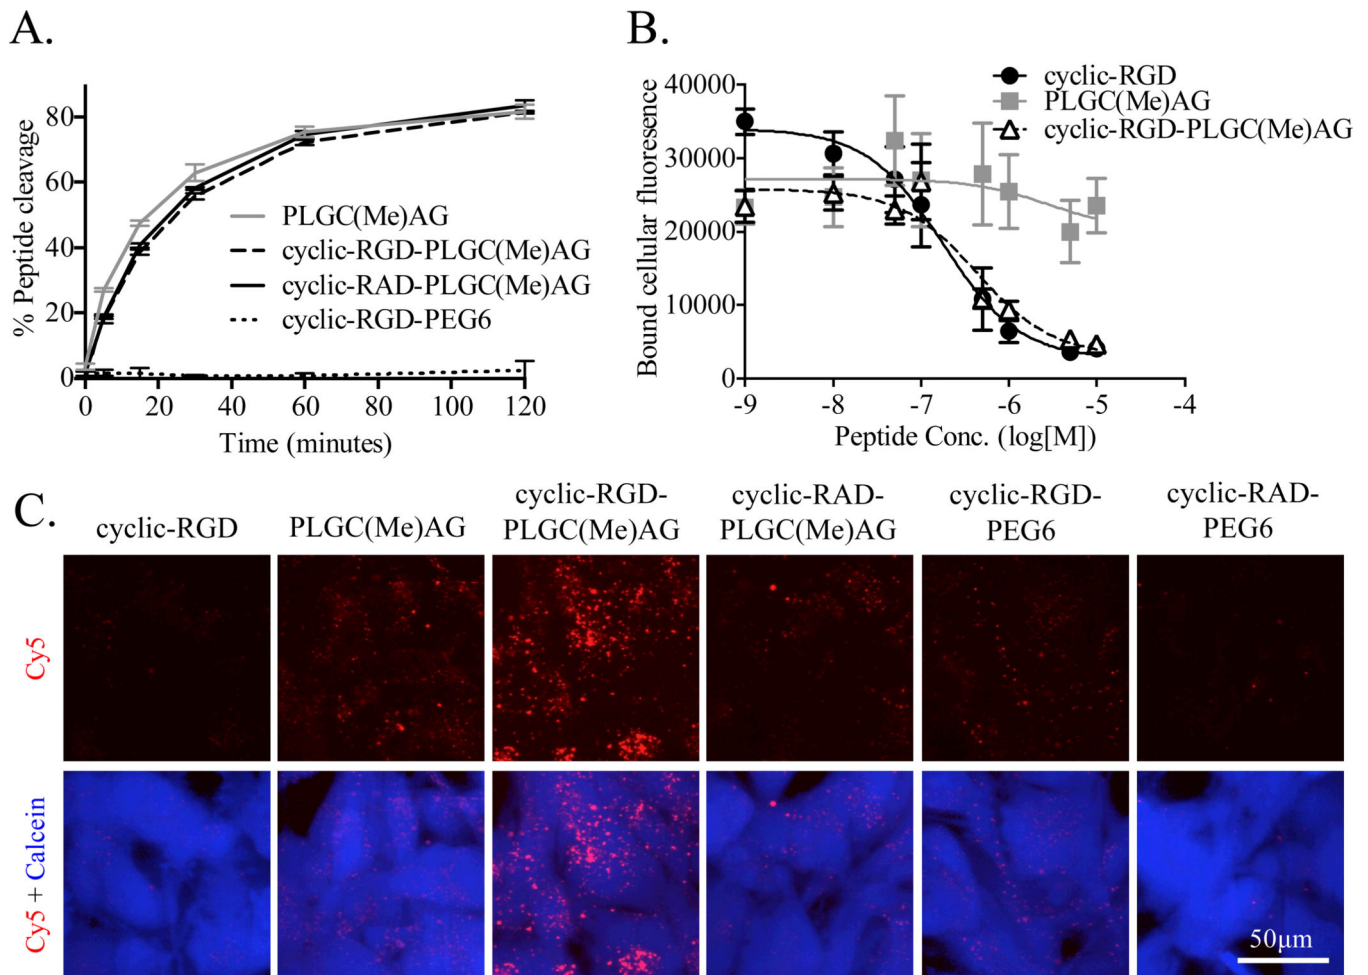 A.
% Peptide cleavage
80
60
40
20
0
0 20 40 60 80 100 120
Time (minutes)
PLGC(Me)AG
cyclic-RGD-PLGC(Me)AG
cyclic-RAD-PLGC(Me)AG
cyclic-RGD-PEG6
B.
Bound cellular fluoresence
40000
30000
20000
10000
0
-9 -8 -7 -6 -5 -4
Peptide Conc. (log[M])
cyclic-RGD
PLGC(Me)AG
cyclic-RGD-PLGC(Me)AG
C.
cyclic-RGD
PLGC(Me)AG
cyclic-RGD-
PLGC(Me)AG
cyclic-RAD-
PLGC(Me)AG
cyclic-RGD-
PEG6
cyclic-RAD-
PEG6
Cy5
Cy5 + Calcein
50µm